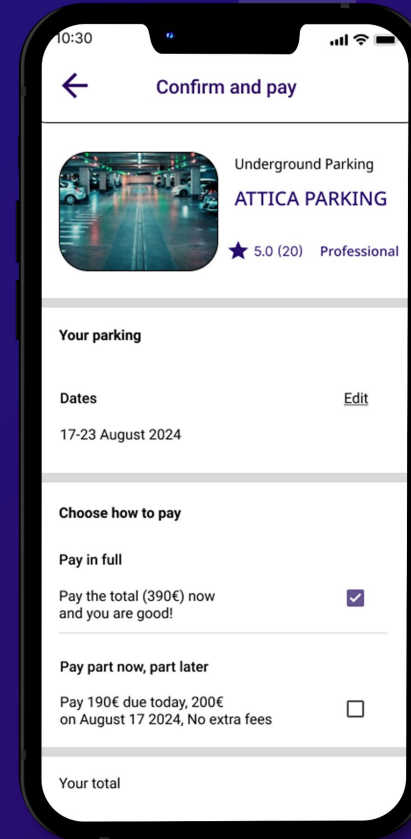 10:30
Confirm and pay
Underground Parking
ATTICA PARKING
5.0 (20) Professional
Your parking
Dates Edit
17-23 August 2024
Choose how to pay
Pay in full
Pay the total (390€) now
and you are good!
Pay part now, part later
Pay 190€ due today, 200€
on August 17 2024, No extra fees
Your total